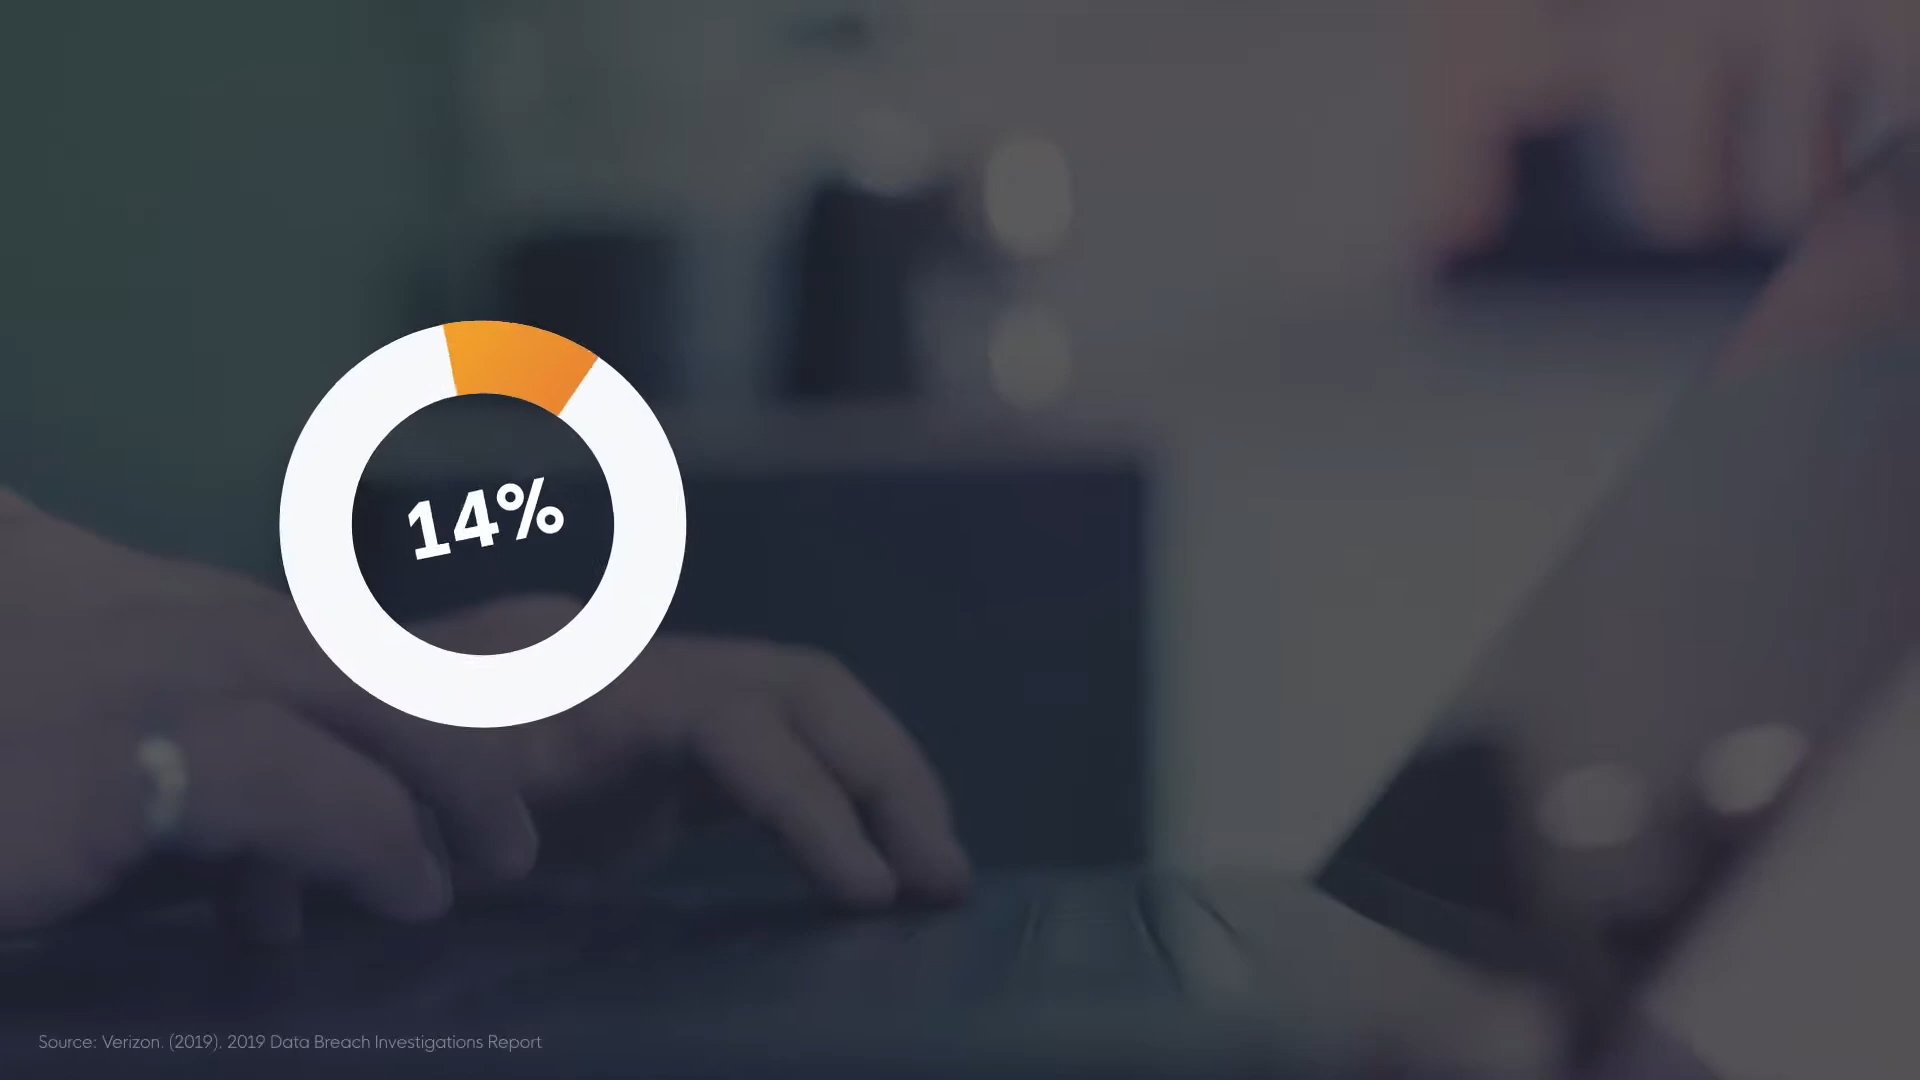 14%
Source: Verizon. (2019). 2019 Data Breach Investigations Report